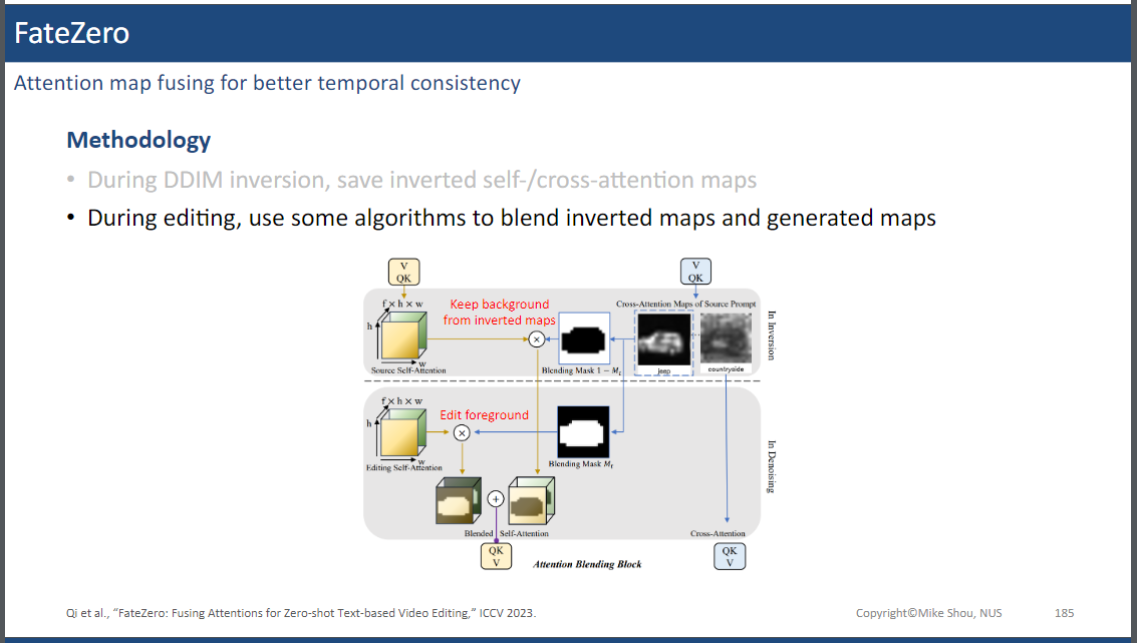 FateZero
Attention map fusing for better temporal consistency
Methodology
• During DDIM inversion, save inverted self-/cross-attention maps
• During editing, use some algorithms to blend inverted maps and generated maps
V
QK
V
QK
f×h×w
h
w
Source Self-Attention
Keep background
from inverted maps
×
Blending Mask 1 − Mₜ
Cross-Attention Maps of Source Prompt
jeep
countryside
In Inversion
f×h×w
h
w
Editing Self-Attention
Edit foreground
×
Blending Mask Mₜ
In Denoising
+
Blended Self-Attention
Cross-Attention
QK
V
QK
V
Attention Blending Block
Qi et al., “FateZero: Fusing Attentions for Zero-shot Text-based Video Editing,” ICCV 2023.
Copyright©Mike Shou, NUS
185